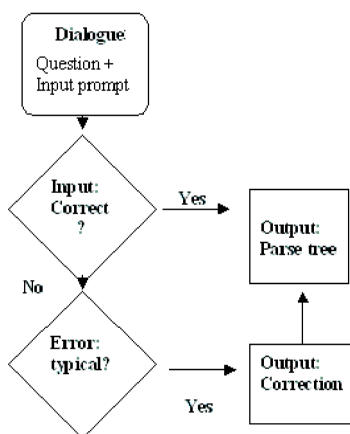 Dialogue:
Question +
Input prompt
Input:
Correct
?
Yes
Output:
Parse tree
No
Error:
typical?
Yes
Output:
Correction